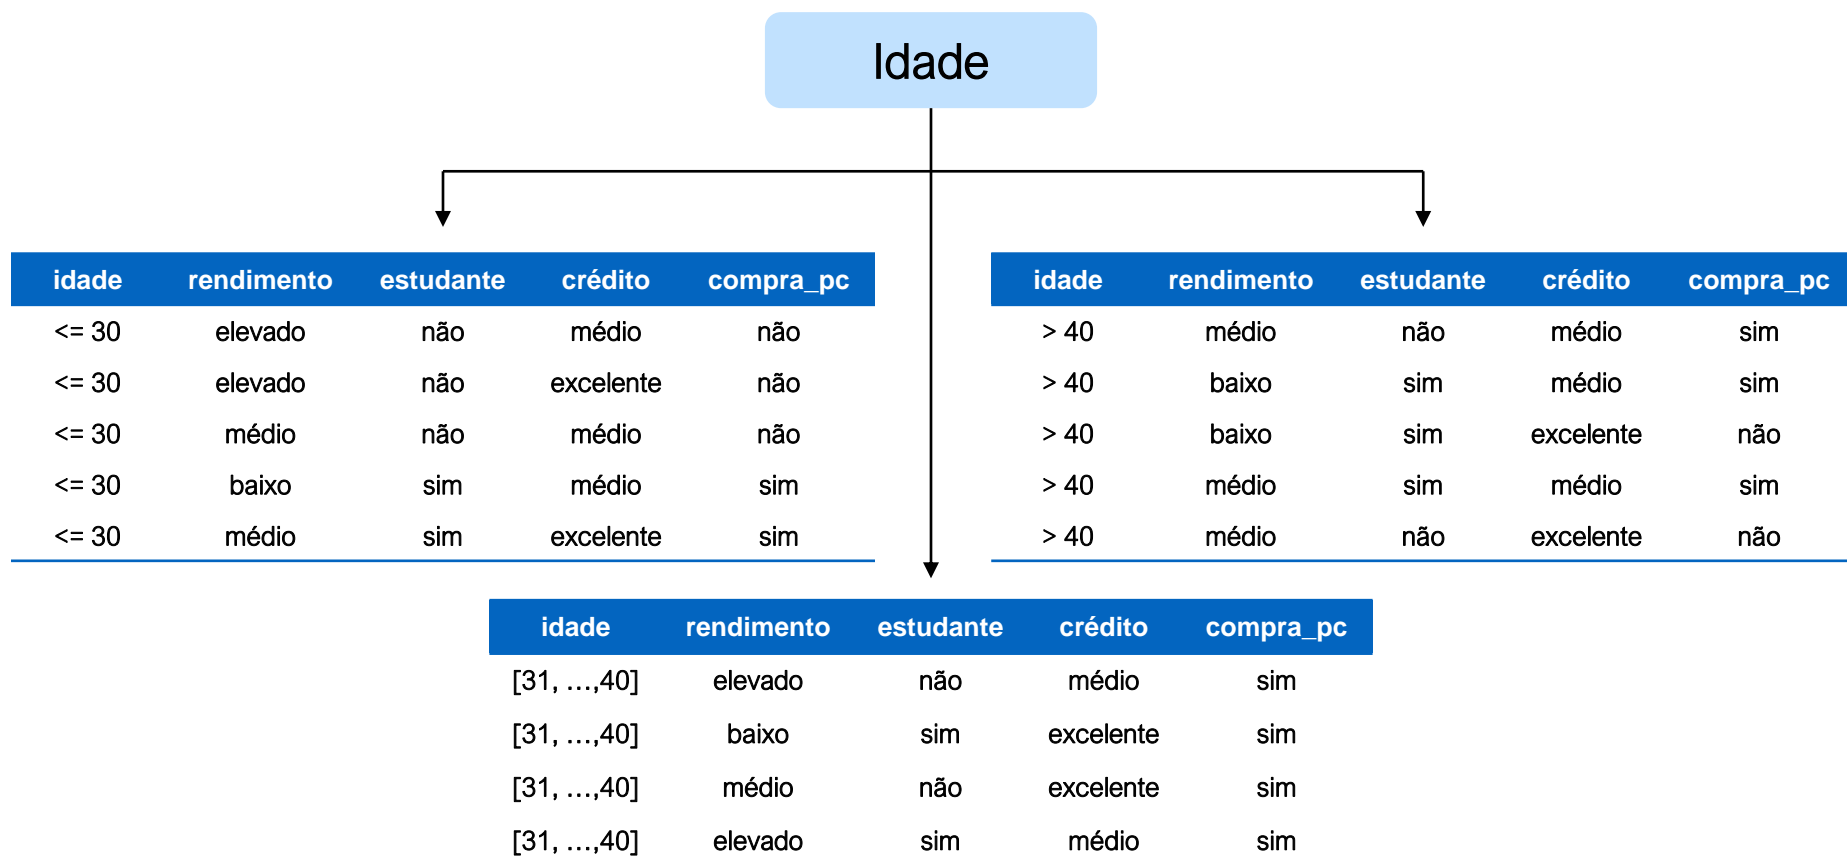 Idade
idade rendimento estudante crédito compra_pc
<= 30 elevado não médio não
<= 30 elevado não excelente não
<= 30 médio não médio não
<= 30 baixo sim médio sim
<= 30 médio sim excelente sim
idade rendimento estudante crédito compra_pc
> 40 médio não médio sim
> 40 baixo sim médio sim
> 40 baixo sim excelente não
> 40 médio sim médio sim
> 40 médio não excelente não
idade rendimento estudante crédito compra_pc
[31, …,40] elevado não médio sim
[31, …,40] baixo sim excelente sim
[31, …,40] médio não excelente sim
[31, …,40] elevado sim médio sim